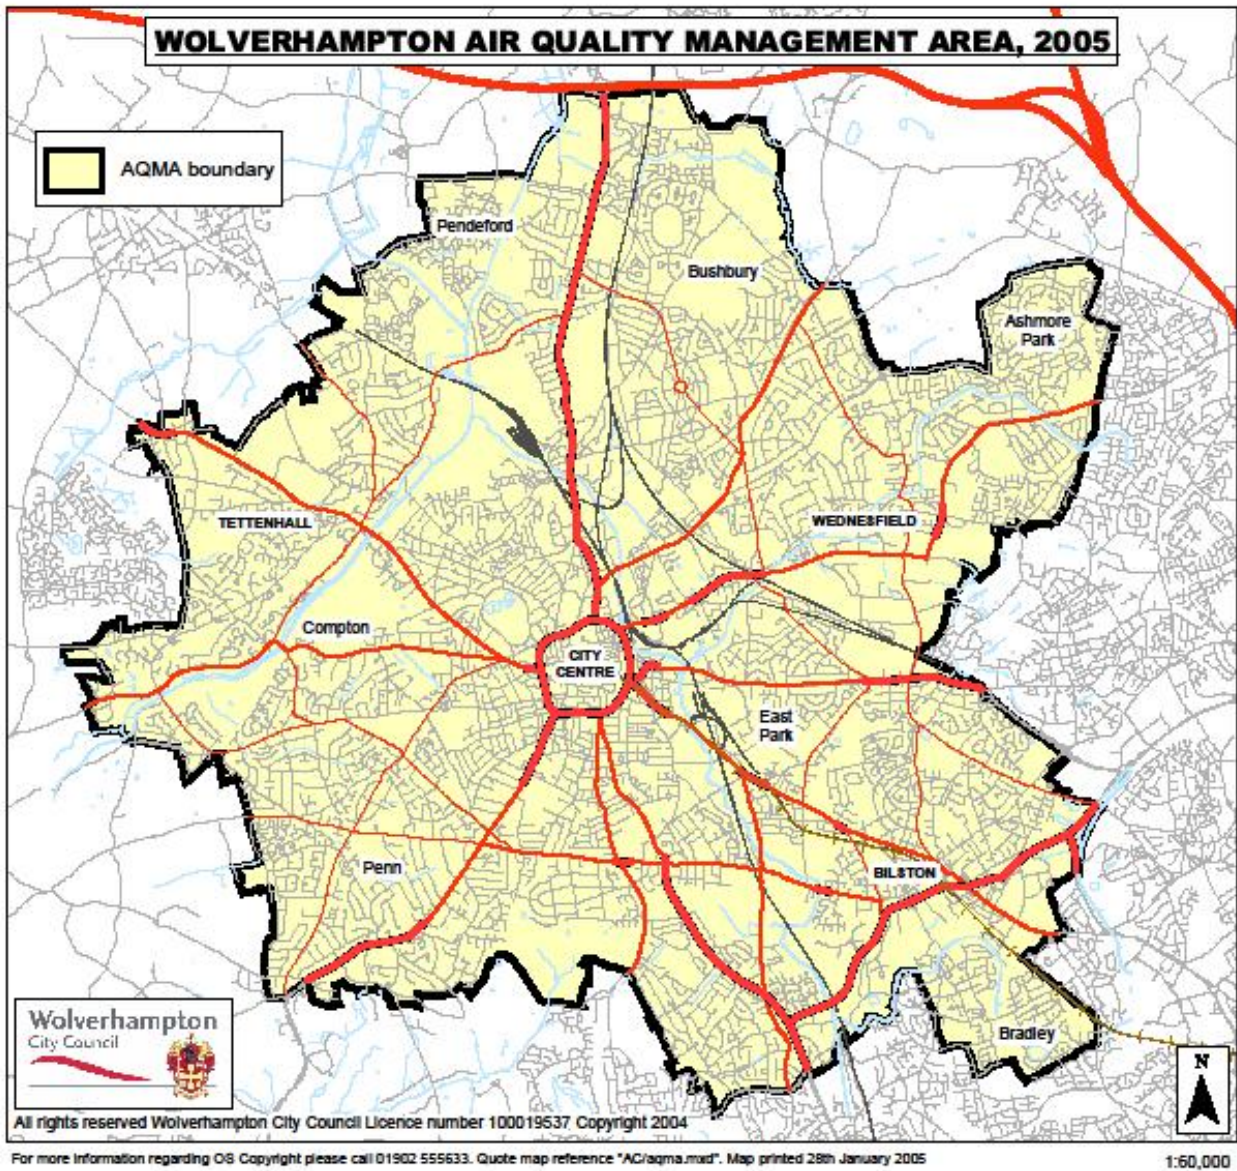 WOLVERHAMPTON AIR QUALITY MANAGEMENT AREA, 2005
AQMA boundary
Pendeford
Bushbury
Ashmore
Park
TETTENHALL
WEDNESFIELD
Compton
CITY
CENTRE
East
Park
Penn
BILSTON
Bradley
Wolverhampton
City Council
N
All rights reserved Wolverhampton City Council Licence number 100019537 Copyright 2004
For more information regarding OS Copyright please call 01902 555633. Quote map reference "AC/aqma.mxd". Map printed 28th January 2005
1:60,000